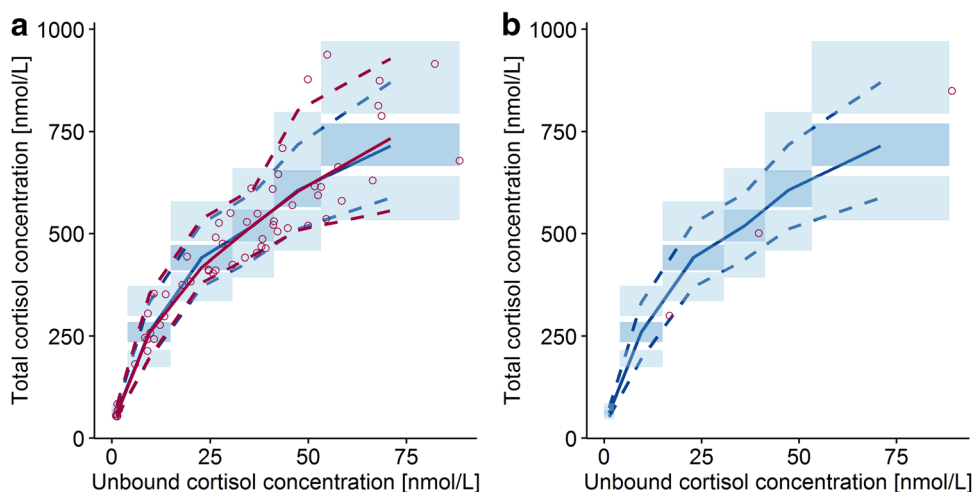 a
Total cortisol concentration [nmol/L]
1000
750
500
250
0
0 25 50 75
Unbound cortisol concentration [nmol/L]
b
Total cortisol concentration [nmol/L]
1000
750
500
250
0
0 25 50 75
Unbound cortisol concentration [nmol/L]